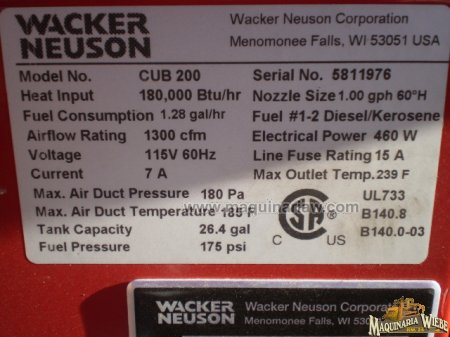 WACKER
NEUSON
Wacker Neuson Corporation
Menomonee Falls, WI 53051 USA
Model No. CUB 200 Serial No. 5811976
Heat Input 180,000 Btu/hr Nozzle Size 1.00 gph 60°H
Fuel Consumption 1.28 gal/hr Fuel #1-2 Diesel/Kerosene
Airflow Rating 1300 cfm Electrical Power 460 W
Voltage 115V 60Hz Line Fuse Rating 15 A
Current 7 A Max Outlet Temp. 239 F
Max. Air Duct Pressure 180 Pa UL733
Max. Air Duct Temperature F B140.8
Tank Capacity 26.4 gal B140.0-03
Fuel Pressure 175 psi
C SA US
WACKER
NEUSON
Wacker Neuson Corporation
Menomonee Falls, WI
MAQUINARIA WIEBE